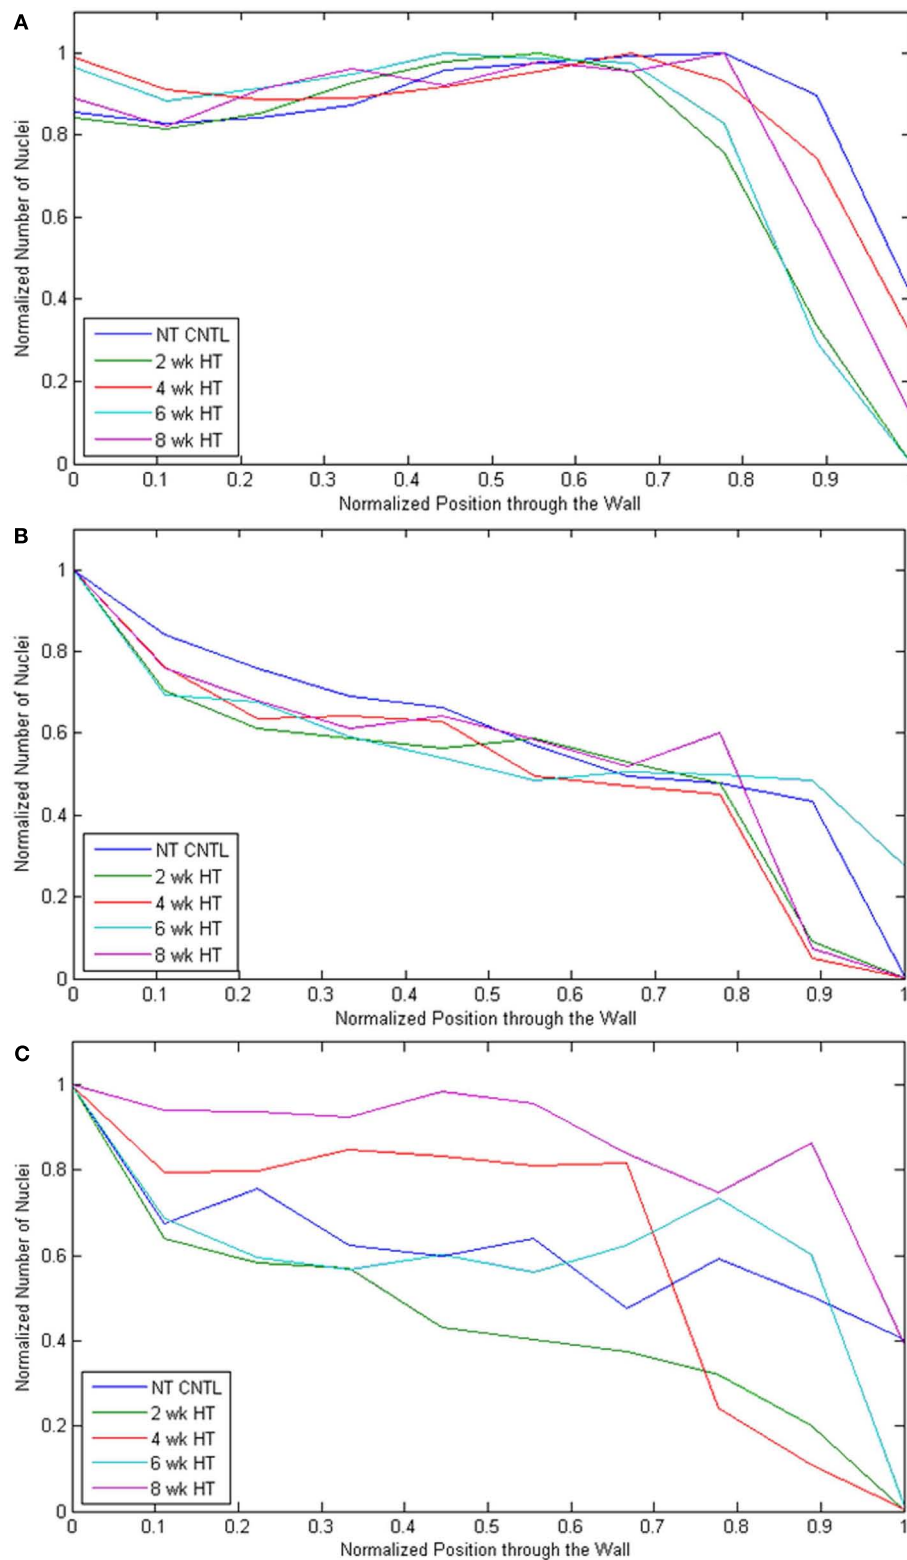 A
Normalized Number of Nuclei
1
0.8
0.6
0.4
0.2
0
NT CNTL
2 wk HT
4 wk HT
6 wk HT
8 wk HT
0 0.1 0.2 0.3 0.4 0.5 0.6 0.7 0.8 0.9
Normalized Position through the Wall
B
Normalized Number of Nuclei
1
0.8
0.6
0.4
0.2
0
NT CNTL
2 wk HT
4 wk HT
6 wk HT
8 wk HT
0 0.1 0.2 0.3 0.4 0.5 0.6 0.7 0.8 0.9 1
Normalized Position through the Wall
C
Normalized Number of Nuclei
1
0.8
0.6
0.4
0.2
0
NT CNTL
2 wk HT
4 wk HT
6 wk HT
8 wk HT
0 0.1 0.2 0.3 0.4 0.5 0.6 0.7 0.8 0.9 1
Normalized Position through the Wall